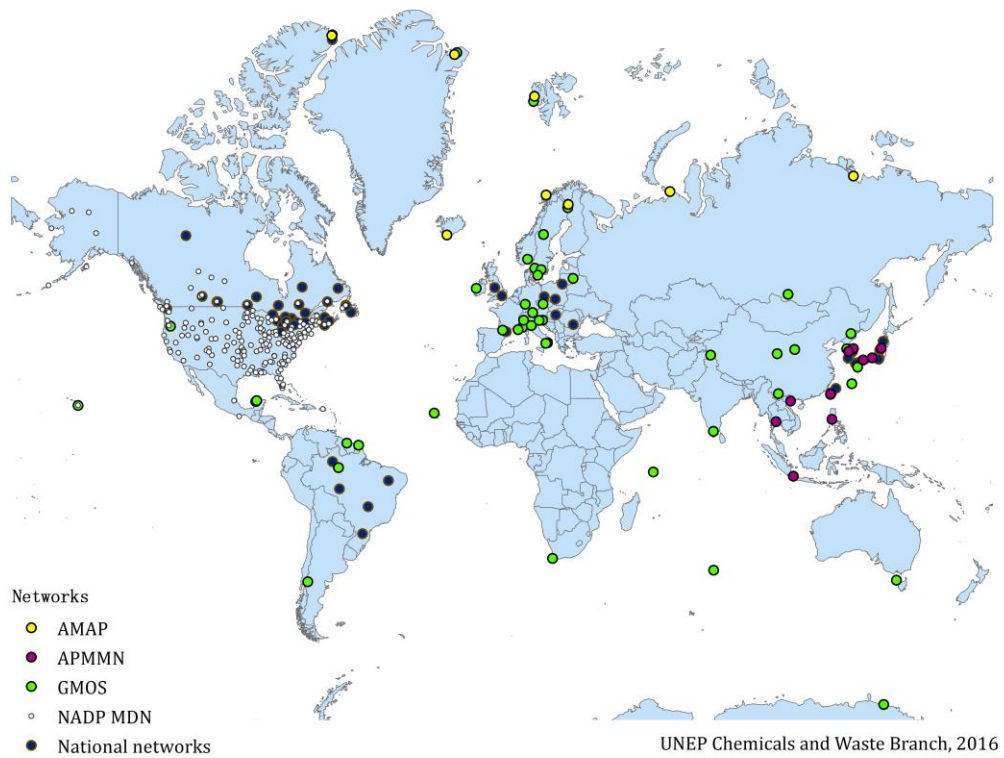 Networks
AMAP
APMMN
GMOS
NADP MDN
National networks
UNEP Chemicals and Waste Branch, 2016